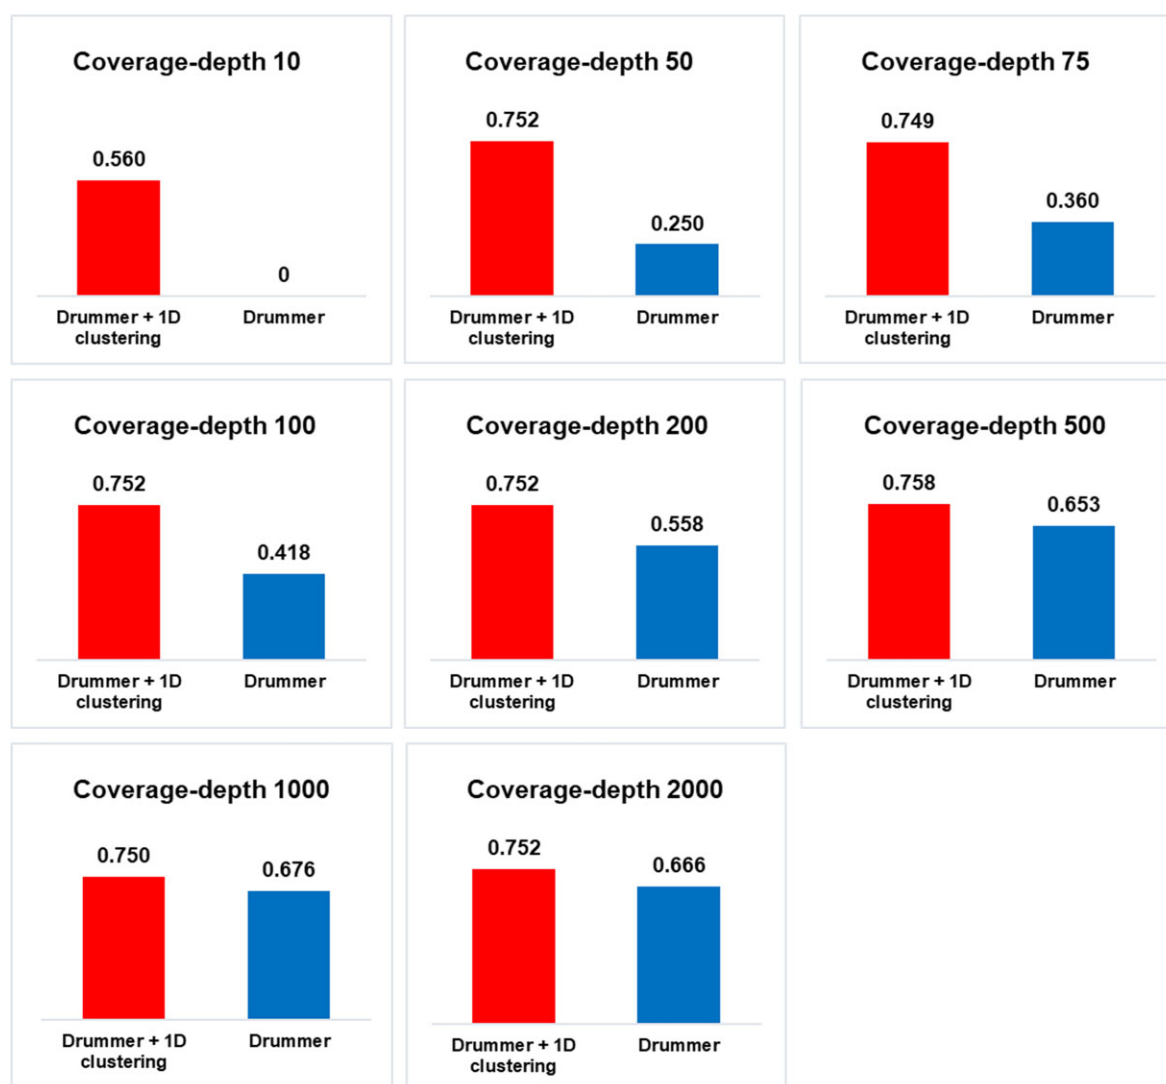 Coverage-depth 10
0.560
0
Drummer + 1D
clustering
Drummer
Coverage-depth 50
0.752
0.250
Drummer + 1D
clustering
Drummer
Coverage-depth 75
0.749
0.360
Drummer + 1D
clustering
Drummer
Coverage-depth 100
0.752
0.418
Drummer + 1D
clustering
Drummer
Coverage-depth 200
0.752
0.558
Drummer + 1D
clustering
Drummer
Coverage-depth 500
0.758
0.653
Drummer + 1D
clustering
Drummer
Coverage-depth 1000
0.750
0.676
Drummer + 1D
clustering
Drummer
Coverage-depth 2000
0.752
0.666
Drummer + 1D
clustering
Drummer